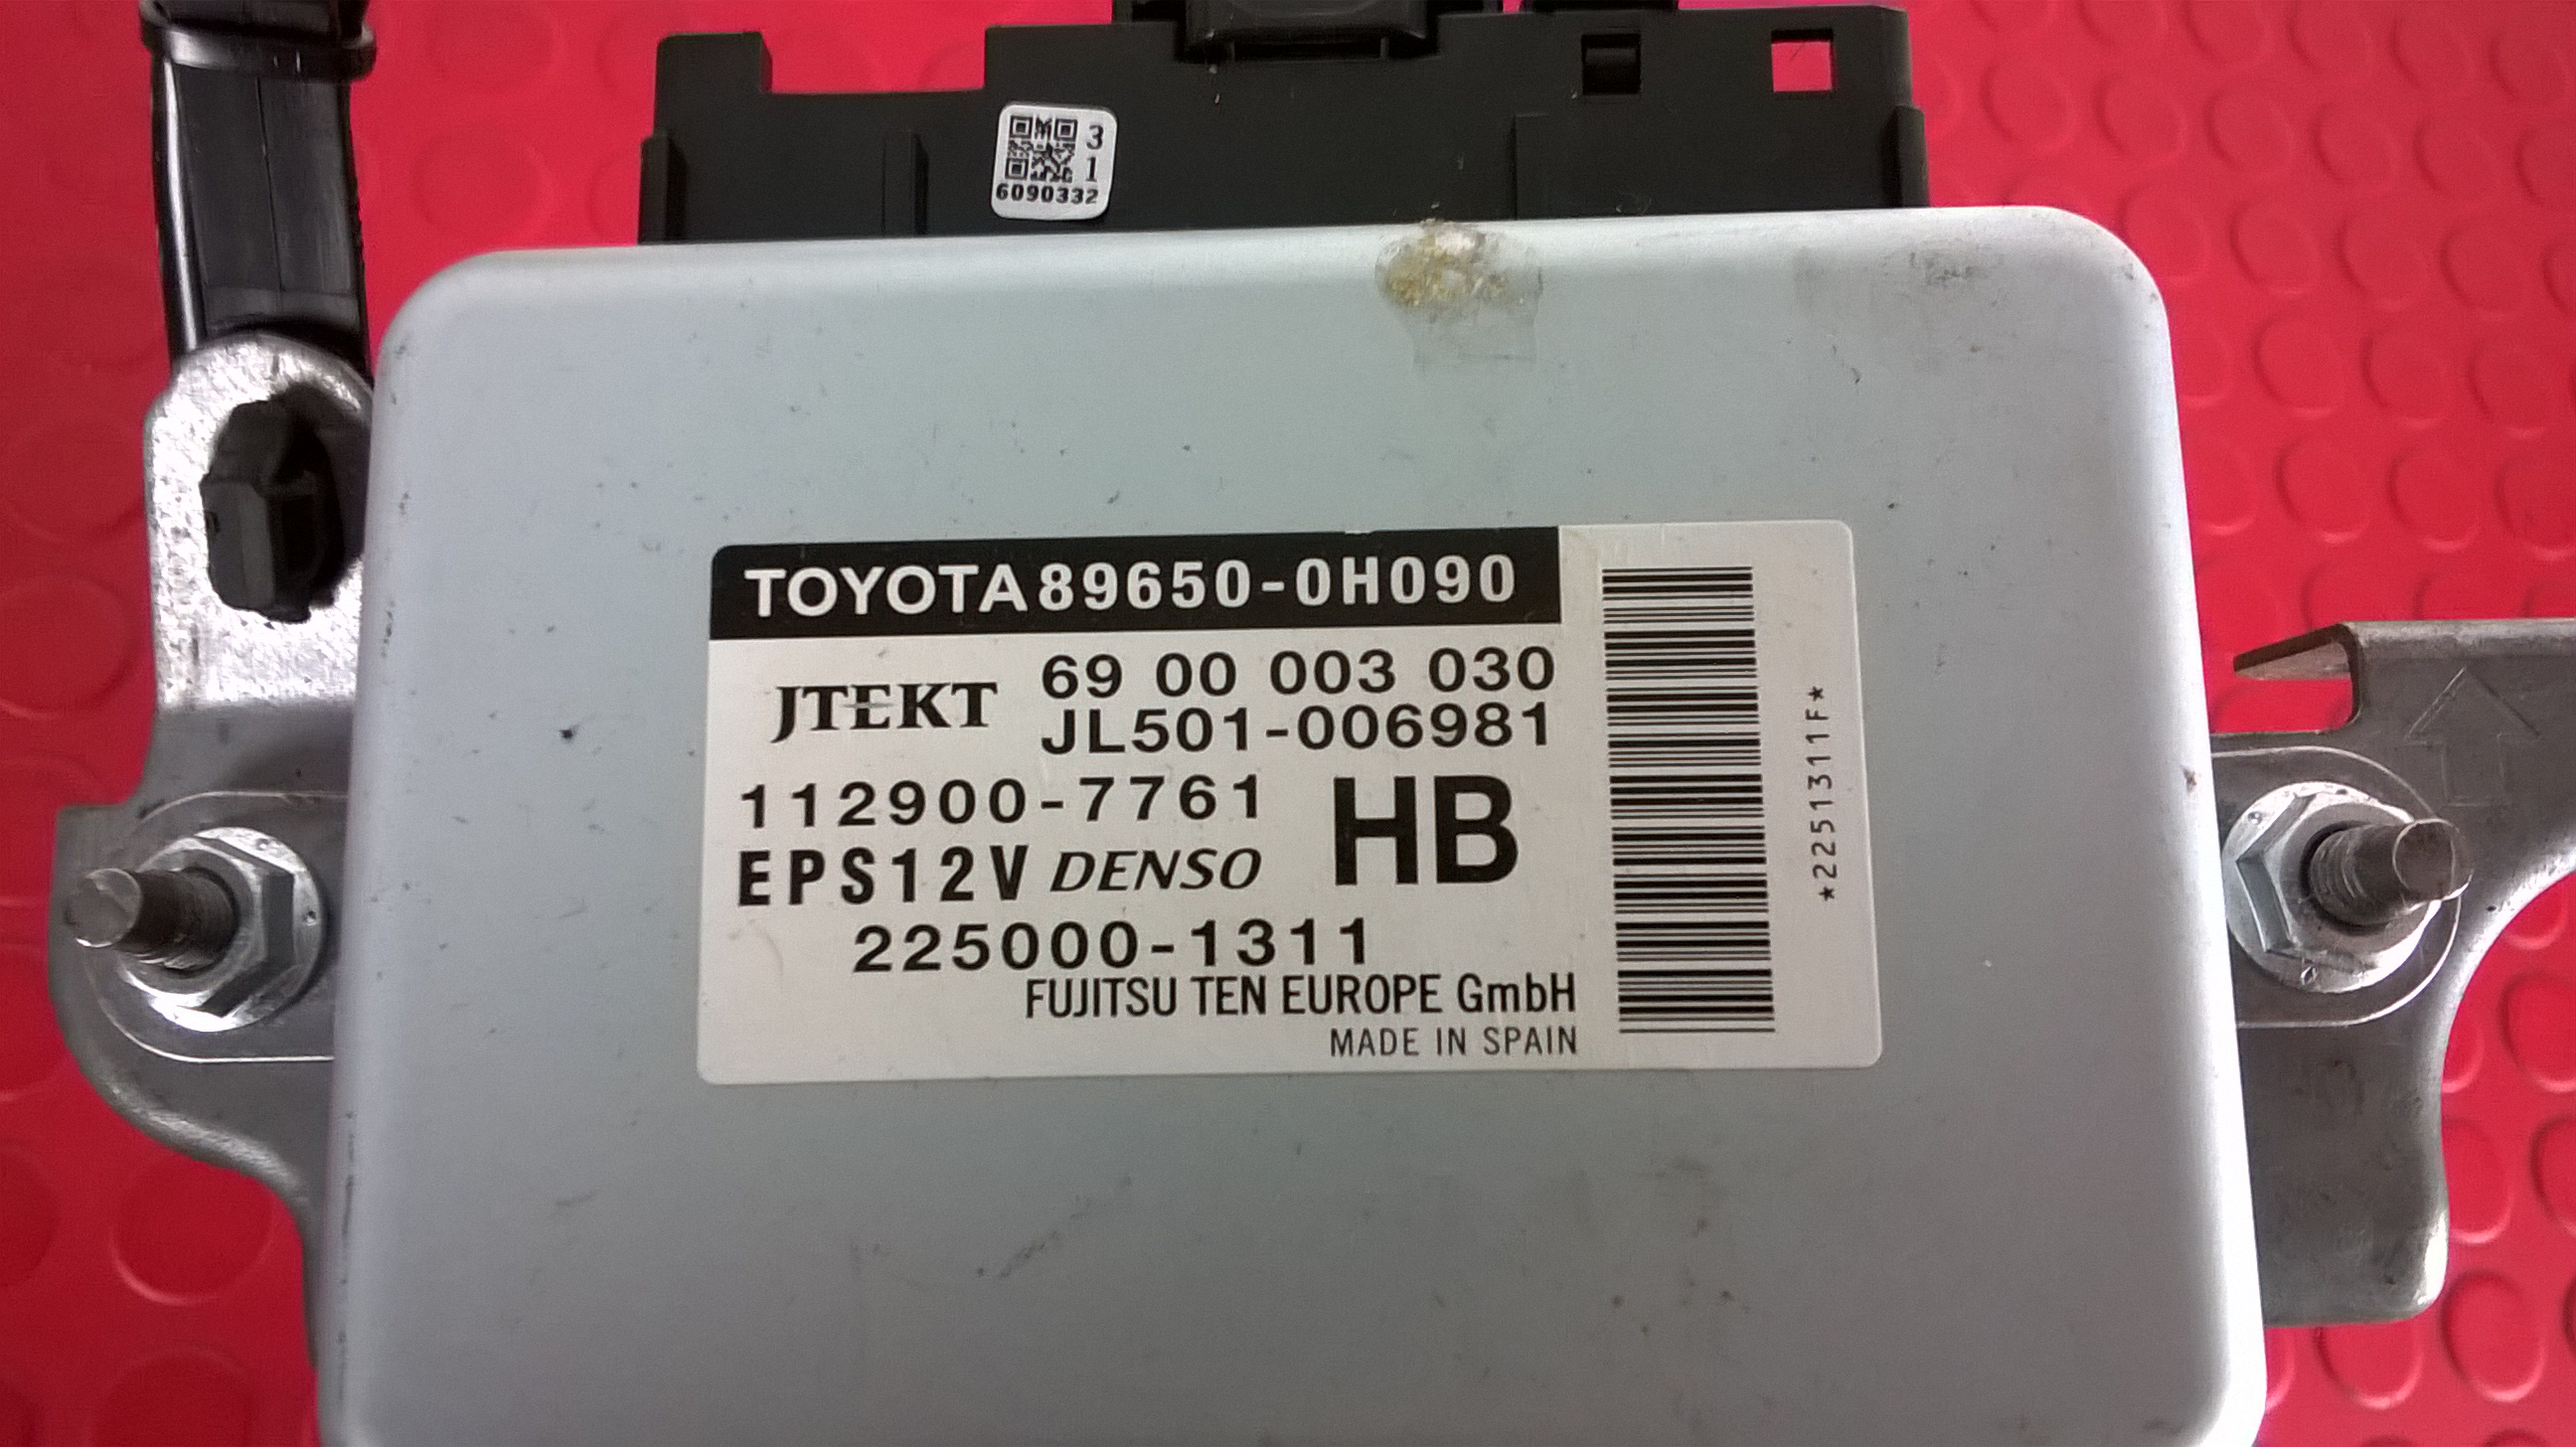 3
1
6090332
TOYOTA 89650-0H090
JTEKT 69 00 003 030
JL501-006981
112900-7761 HB
EPS12V DENSO
225000-1311
FUJITSU TEN EUROPE GmbH
MADE IN SPAIN
*2251311F*